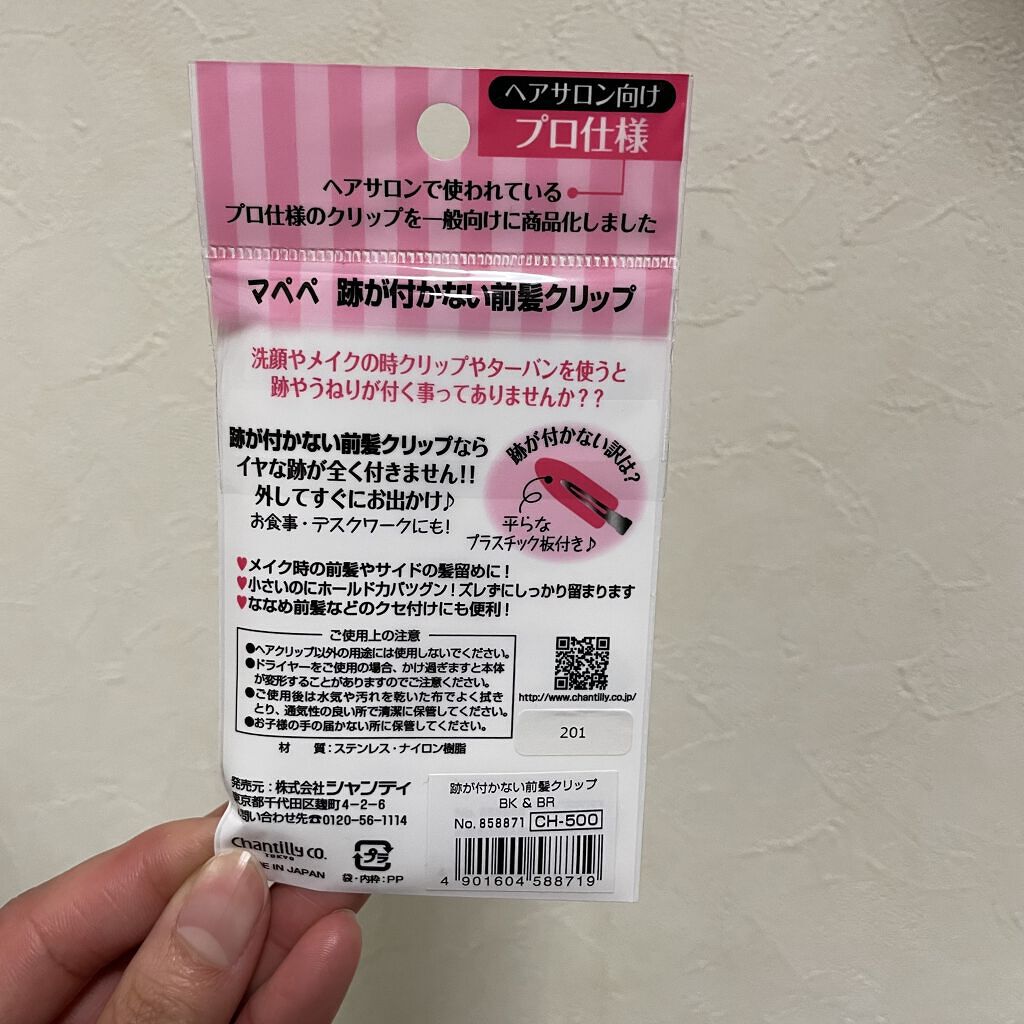 ヘアサロン向け
プロ仕様
ヘアサロンで使われている
プロ仕様のクリップを一般向けに商品化しました
マペペ 跡が付かない前髪クリップ
洗顔やメイクの時クリップやターバンを使うと
跡やうねりが付く事ってありませんか??
跡が付かない前髪クリップなら
イヤな跡が全く付きません!!
外してすぐにお出かけ♪
お食事・デスクワークにも!
跡が付かない訳は?
平らな
プラスチック板付き♪
♥メイク時の前髪やサイドの髪留めに!
♥小さいのにホールド力バツグン!ズレずにしっかり留まります
♥ななめ前髪などのクセ付けにも便利!
ご使用上の注意
●ヘアクリップ以外の用途には使用しないでください。
●ドライヤーをご使用の場合、かけ過ぎますと本体
が変形することがありますのでご注意ください。
●ご使用後は水気や汚れを乾いた布でよく拭き
とり、通気性の良い所で清潔に保管してください。
●お子様の手の届かない所に保管してください。
材 質:ステンレス・ナイロン樹脂
http://www.chantilly.co.jp/
201
発売元:株式会社シャンティ
東京都千代田区麹町4-2-6
問い合わせ先☎0120-56-1114
Chantilly CO.
TOKYO
IN JAPAN
プラ
袋・内枠:PP
跡が付かない前髪クリップ
BK & BR
No. 858871 CH-500
4 901604 588719